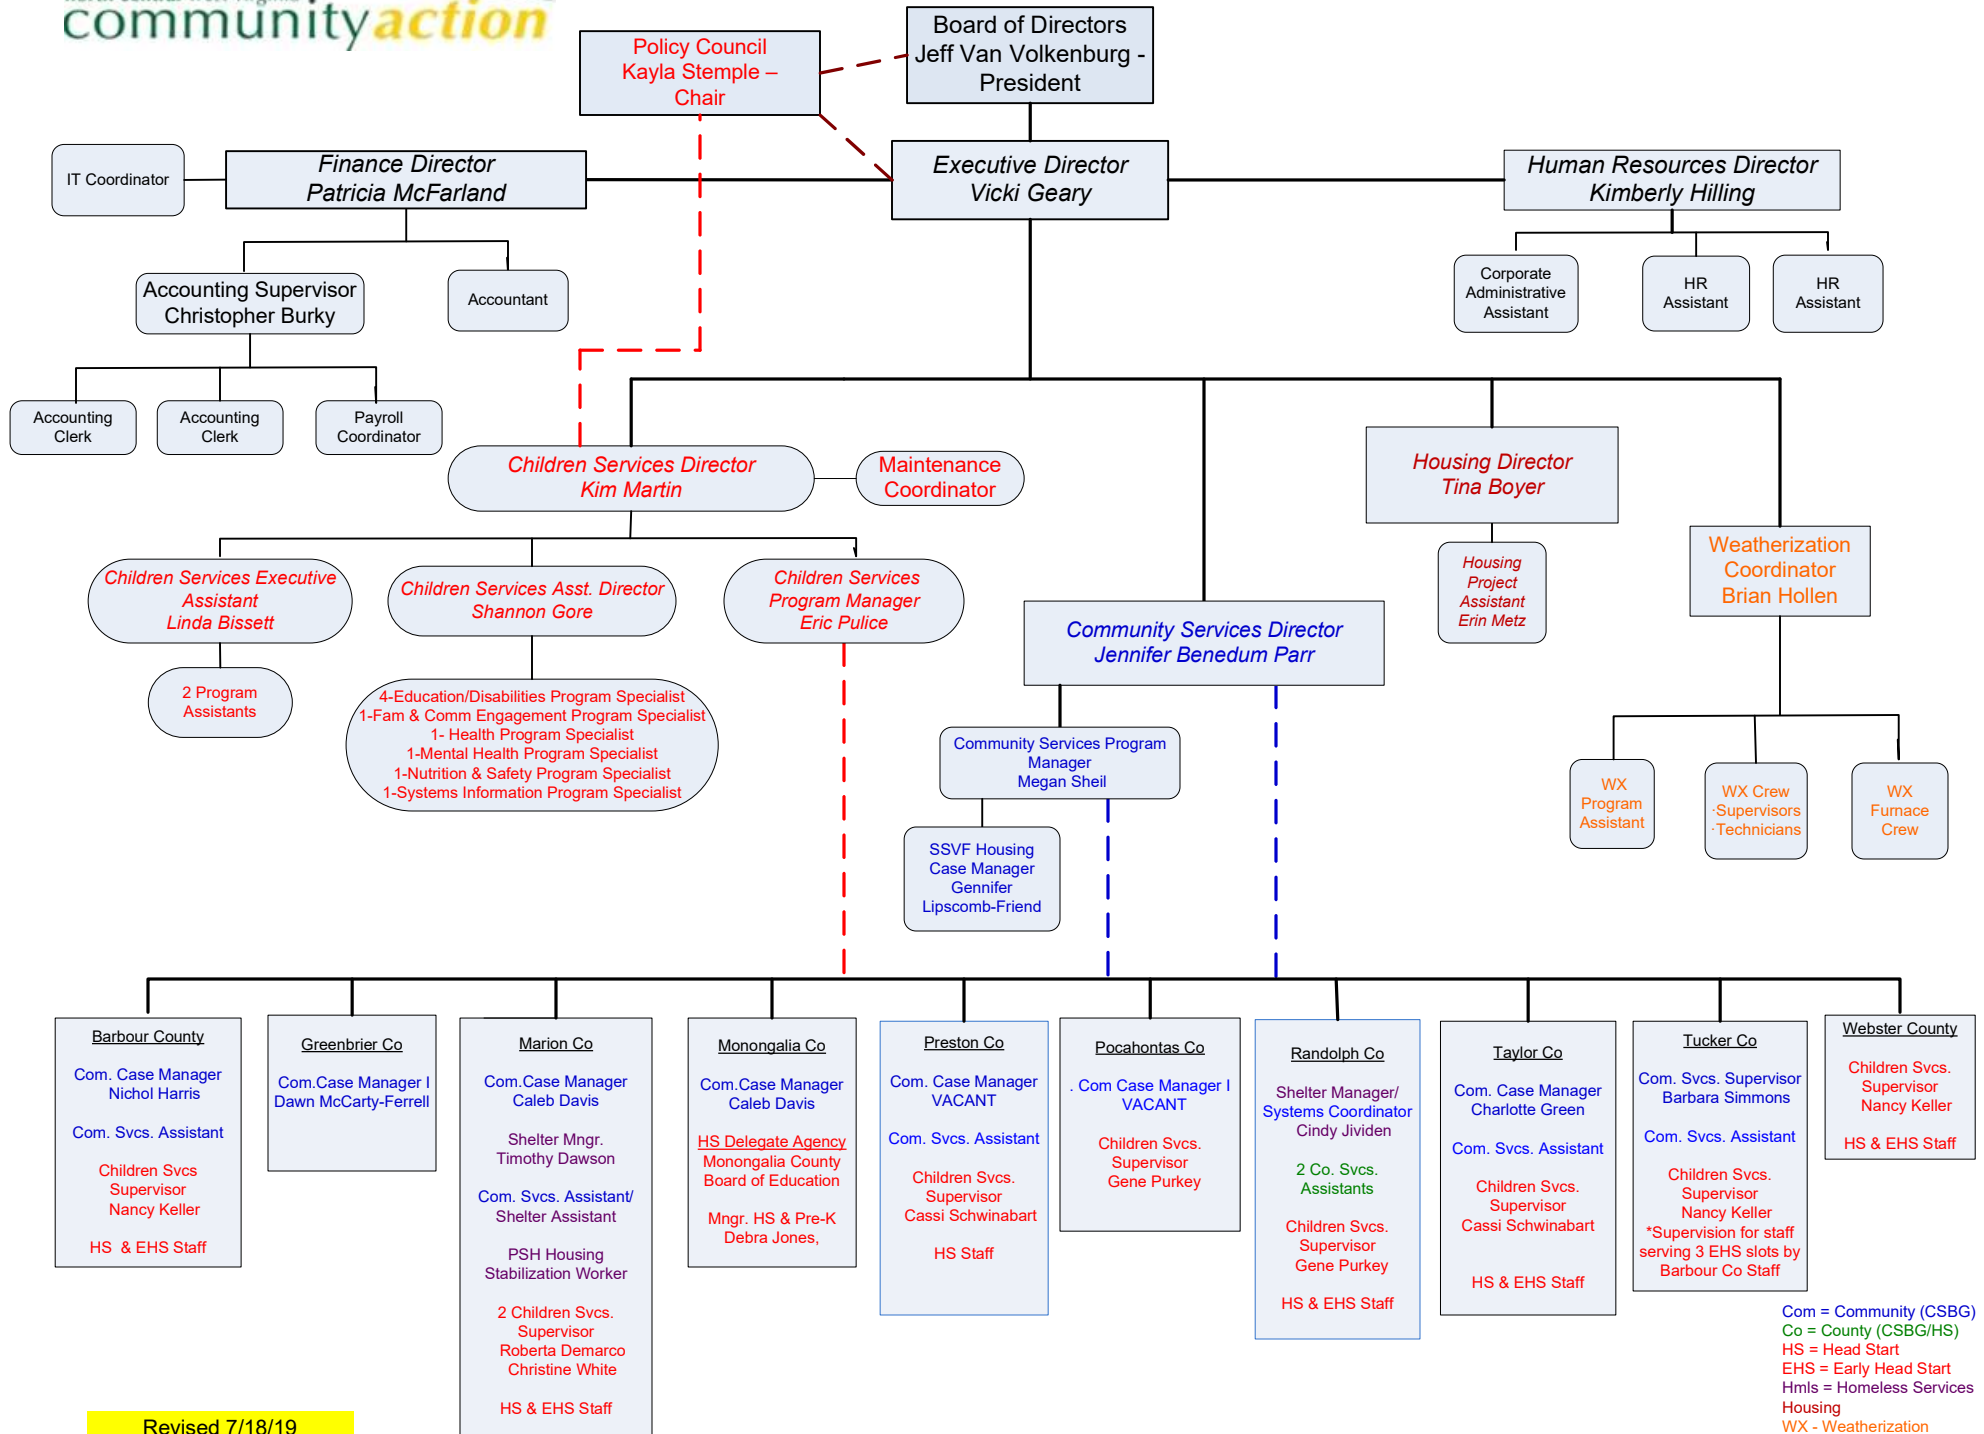 north central west virginia
communityaction
Board of Directors
Jeff Van Volkenburg -
President
Policy Council
Kayla Stemple –
Chair
IT Coordinator
Finance Director
Patricia McFarland
Executive Director
Vicki Geary
Human Resources Director
Kimberly Hilling
Accounting Supervisor
Christopher Burky
Accountant
Corporate
Administrative
Assistant
HR
Assistant
HR
Assistant
Accounting
Clerk
Accounting
Clerk
Payroll
Coordinator
Children Services Director
Kim Martin
Maintenance
Coordinator
Housing Director
Tina Boyer
Weatherization
Coordinator
Brian Hollen
Housing
Project
Assistant
Erin Metz
Children Services Executive
Assistant
Linda Bissett
Children Services Asst. Director
Shannon Gore
Children Services
Program Manager
Eric Pulice
Community Services Director
Jennifer Benedum Parr
2 Program
Assistants
4-Education/Disabilities Program Specialist
1-Fam & Comm Engagement Program Specialist
1- Health Program Specialist
1-Mental Health Program Specialist
1-Nutrition & Safety Program Specialist
1-Systems Information Program Specialist
Community Services Program
Manager
Megan Sheil
WX
Program
Assistant
WX Crew
·Supervisors
·Technicians
WX
Furnace
Crew
SSVF Housing
Case Manager
Gennifer
Lipscomb-Friend
Barbour County
Com. Case Manager
Nichol Harris
Com. Svcs. Assistant
Children Svcs
Supervisor
Nancy Keller
HS & EHS Staff
Greenbrier Co
Com.Case Manager I
Dawn McCarty-Ferrell
Marion Co
Com.Case Manager
Caleb Davis
Shelter Mngr.
Timothy Dawson
Com. Svcs. Assistant/
Shelter Assistant
PSH Housing
Stabilization Worker
2 Children Svcs.
Supervisor
Roberta Demarco
Christine White
HS & EHS Staff
Monongalia Co
Com.Case Manager
Caleb Davis
HS Delegate Agency
Monongalia County
Board of Education
Mngr. HS & Pre-K
Debra Jones,
Preston Co
Com. Case Manager
VACANT
Com. Svcs. Assistant
Children Svcs.
Supervisor
Cassi Schwinabart
HS Staff
Pocahontas Co
. Com Case Manager I
VACANT
Children Svcs.
Supervisor
Gene Purkey
Randolph Co
Shelter Manager/
Systems Coordinator
Cindy Jividen
2 Co. Svcs.
Assistants
Children Svcs.
Supervisor
Gene Purkey
HS & EHS Staff
Taylor Co
Com. Case Manager
Charlotte Green
Com. Svcs. Assistant
Children Svcs.
Supervisor
Cassi Schwinabart
HS & EHS Staff
Tucker Co
Com. Svcs. Supervisor
Barbara Simmons
Com. Svcs. Assistant
Children Svcs.
Supervisor
Nancy Keller
*Supervision for staff
serving 3 EHS slots by
Barbour Co Staff
Webster County
Children Svcs.
Supervisor
Nancy Keller
HS & EHS Staff
Com = Community (CSBG)
Co = County (CSBG/HS)
HS = Head Start
EHS = Early Head Start
Hmls = Homeless Services
Housing
WX - Weatherization
Revised 7/18/19